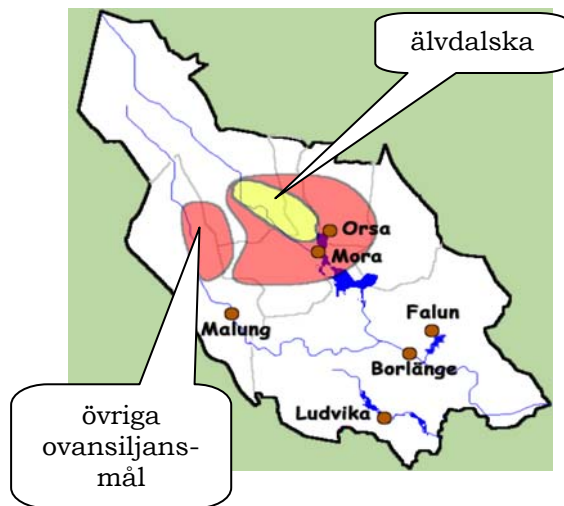 älvdalska
Orsa
Mora
Malung
Falun
Borlänge
Ludvika
övriga
ovansiljans-
mål